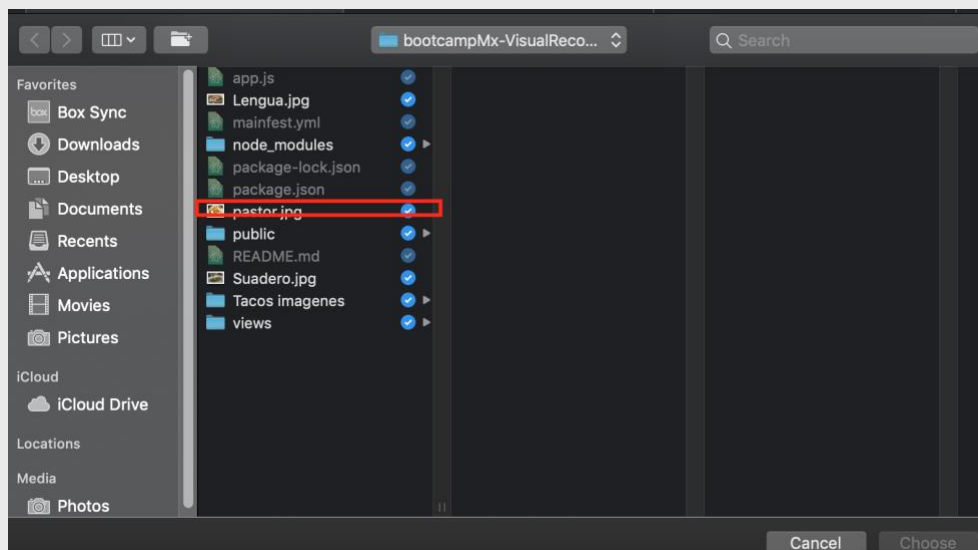 bootcampMx-VisualReco...
Search
Favorites
box Box Sync
Downloads
Desktop
Documents
Recents
Applications
Movies
Pictures
iCloud
iCloud Drive
Locations
Media
Photos
app.js
Lengua.jpg
mainfest.yml
node_modules
package-lock.json
package.json
pastor.jpg
public
README.md
Suadero.jpg
Tacos imagenes
views
Cancel
Choose